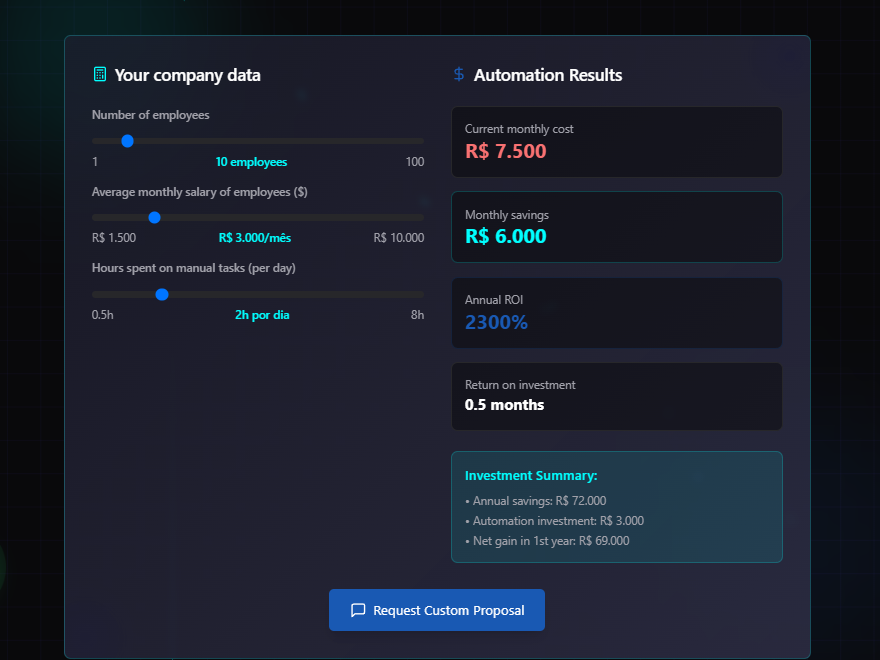 Your company data
Number of employees
1 10 employees 100
Average monthly salary of employees ($)
R$ 1.500 R$ 3.000/mês R$ 10.000
Hours spent on manual tasks (per day)
0.5h 2h por dia 8h
Automation Results
Current monthly cost
R$ 7.500
Monthly savings
R$ 6.000
Annual ROI
2300%
Return on investment
0.5 months
Investment Summary:
• Annual savings: R$ 72.000
• Automation investment: R$ 3.000
• Net gain in 1st year: R$ 69.000
Request Custom Proposal